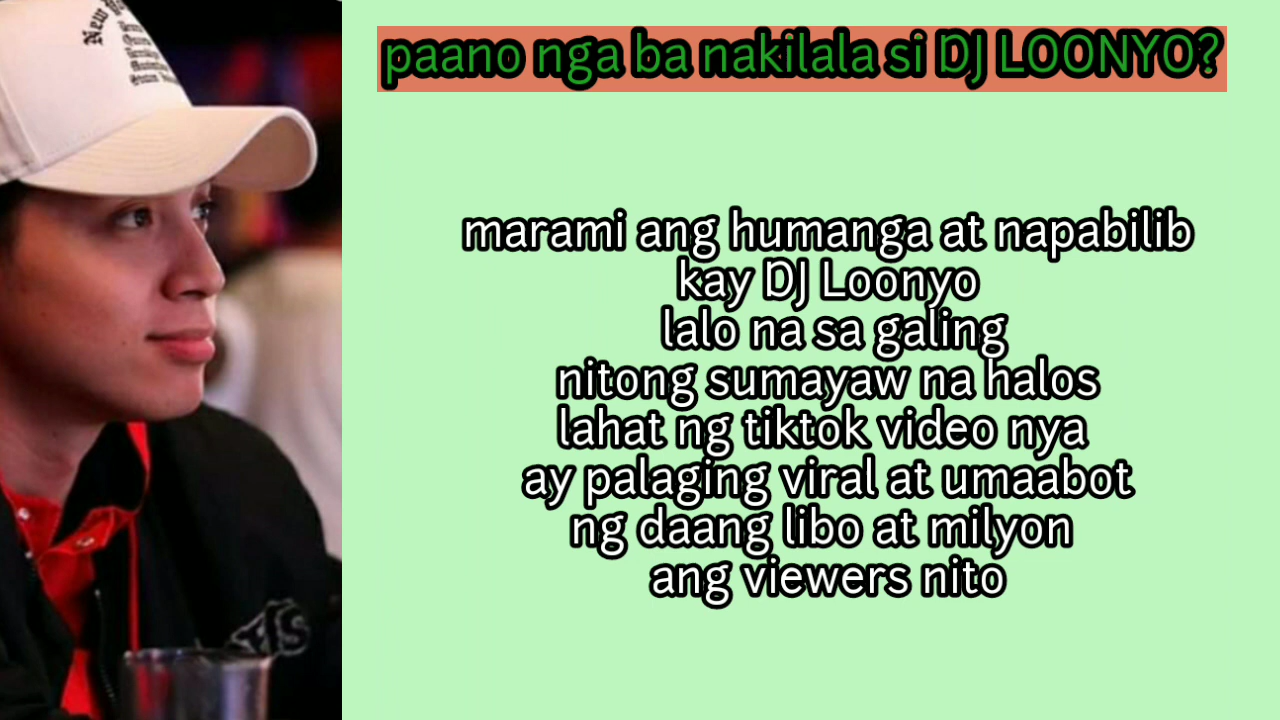 New
paano nga ba nakilala si DJ LOONYO?
marami ang humanga at napabilib
kay DJ Loonyo
lalo na sa galing
nitong sumayaw na halos
lahat ng tiktok video nya
ay palaging viral at umaabot
ng daang libo at milyon
ang viewers nito